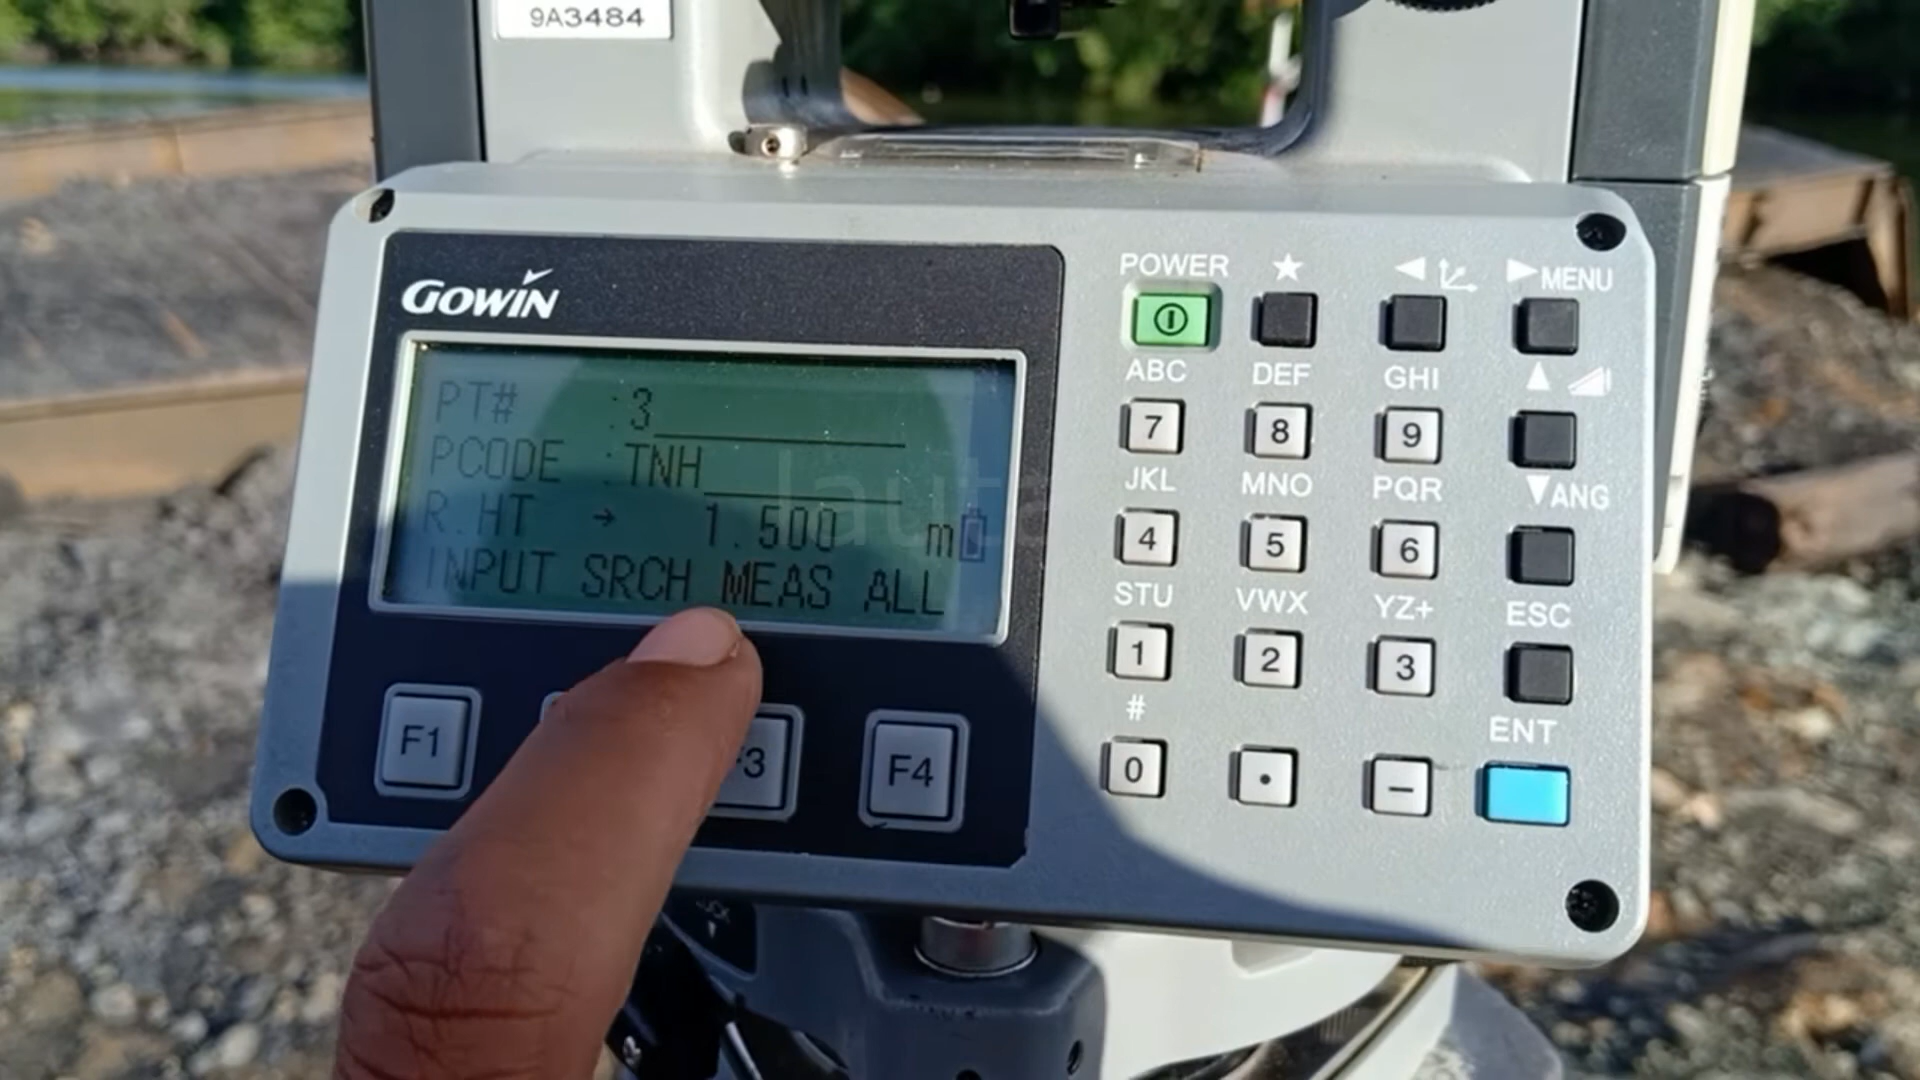 9A3484
GOWIN
PT# :3
PCODE :TNH
R.HT → 1.500 m
INPUT SRCH MEAS ALL
F1 F3 F4
POWER ★ ◀ ▶ MENU
ABC DEF GHI ▲
7 8 9
JKL MNO PQR ▼ANG
4 5 6
STU VWX YZ+ ESC
1 2 3
# ENT
0 • −
lauta
LOCK